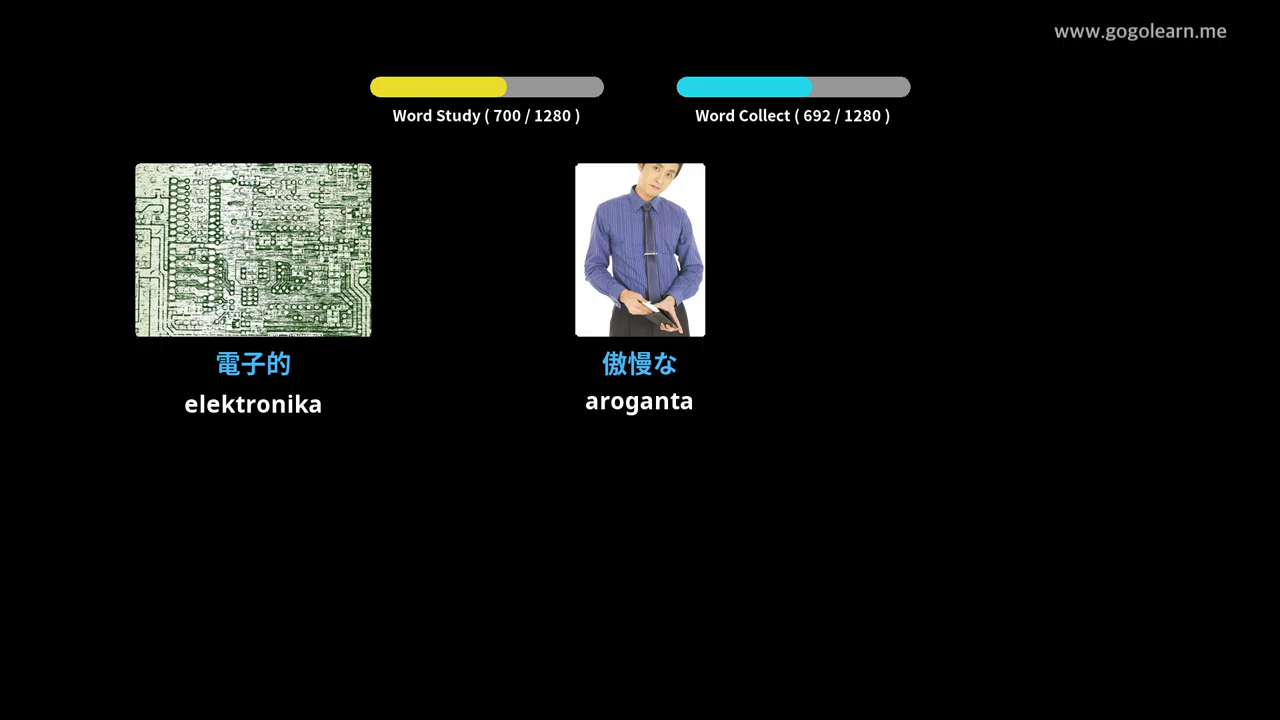 www.gogolearn.me
Word Study ( 700 / 1280 )
Word Collect ( 692 / 1280 )
電子的
elektronika
傲慢な
aroganta